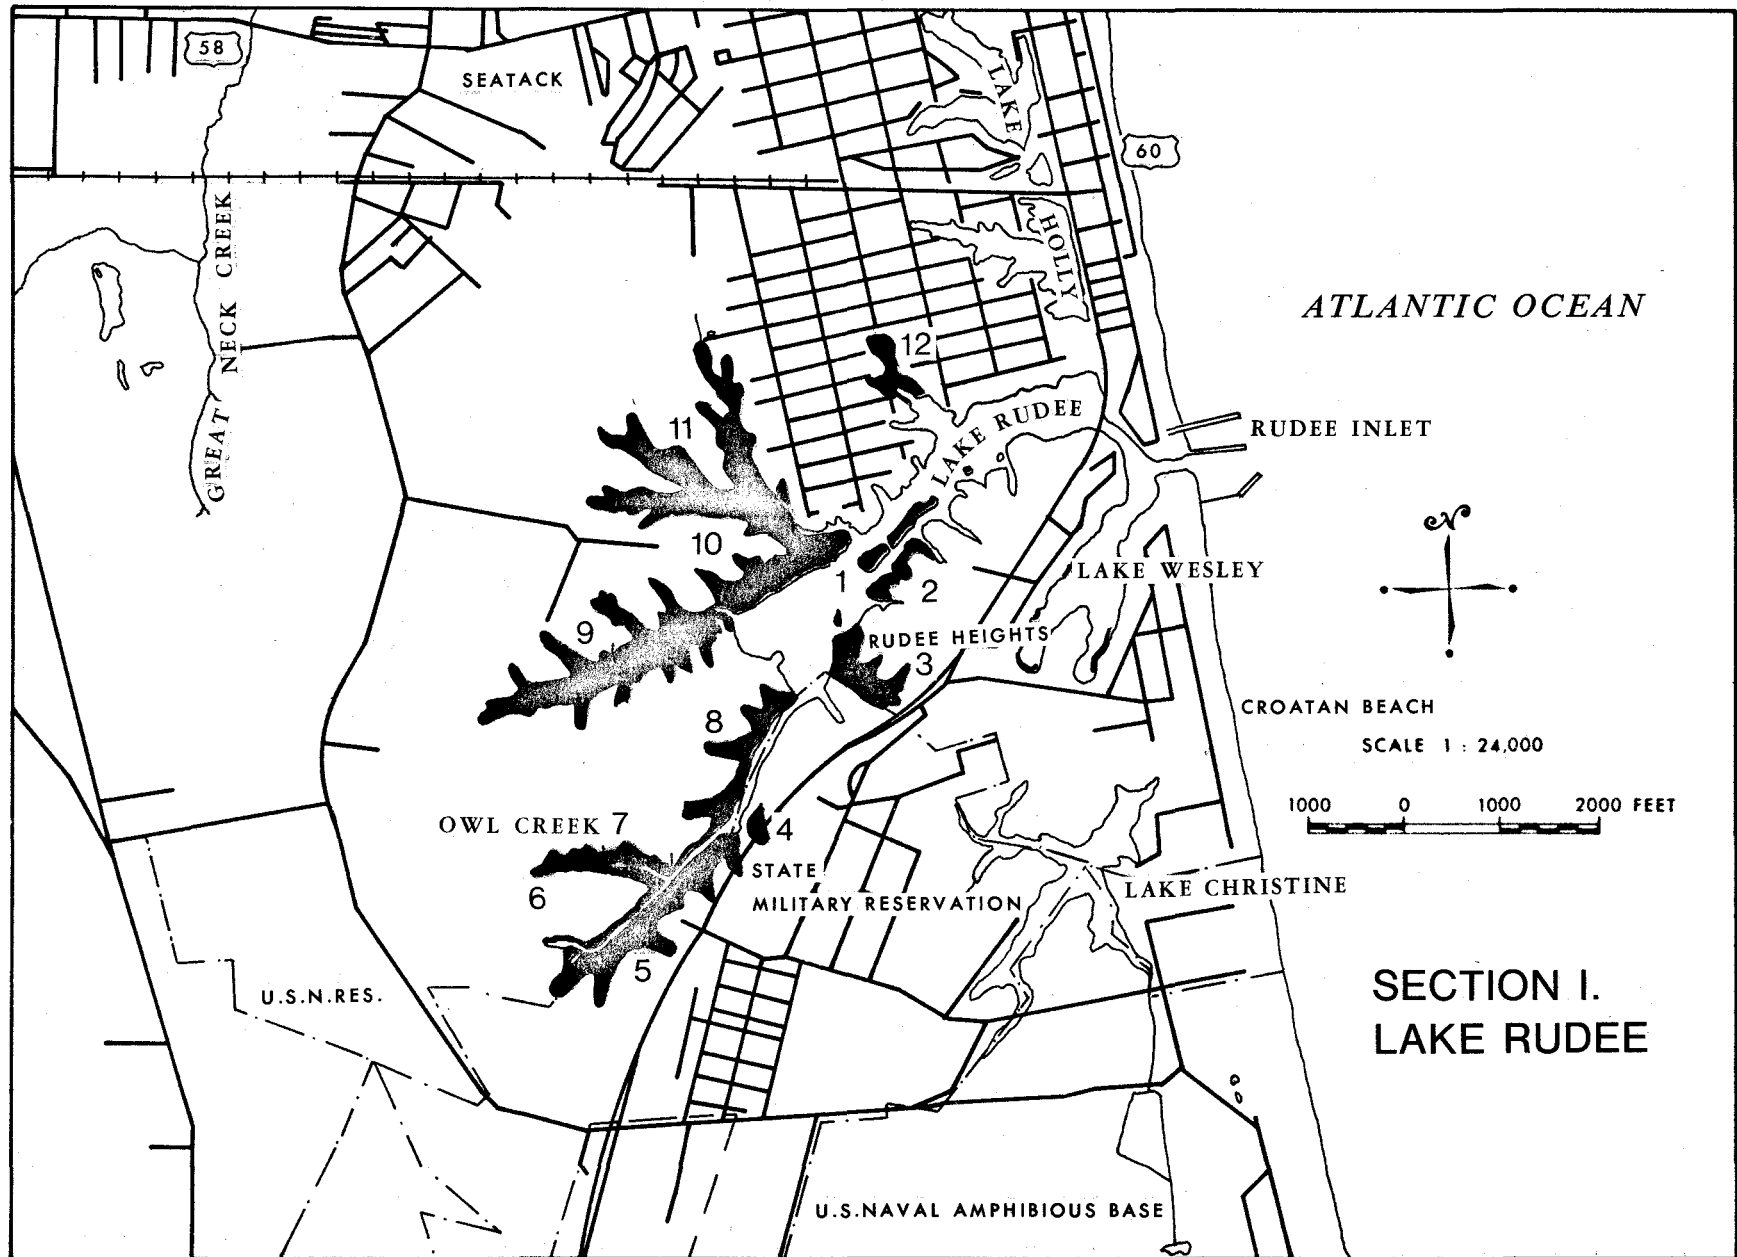 58
SEATACK
LAKE
60
GREAT NECK CREEK
HOLLY
ATLANTIC OCEAN
12
11
LAKE RUDEE
RUDEE INLET
N
10
1
2
LAKE WESLEY
9
RUDEE HEIGHTS
3
8
CROATAN BEACH
SCALE 1 : 24,000
1000 0 1000 2000 FEET
OWL CREEK 7
4
STATE
MILITARY RESERVATION
6
LAKE CHRISTINE
5
U.S.N.RES.
SECTION I.
LAKE RUDEE
U.S.NAVAL AMPHIBIOUS BASE